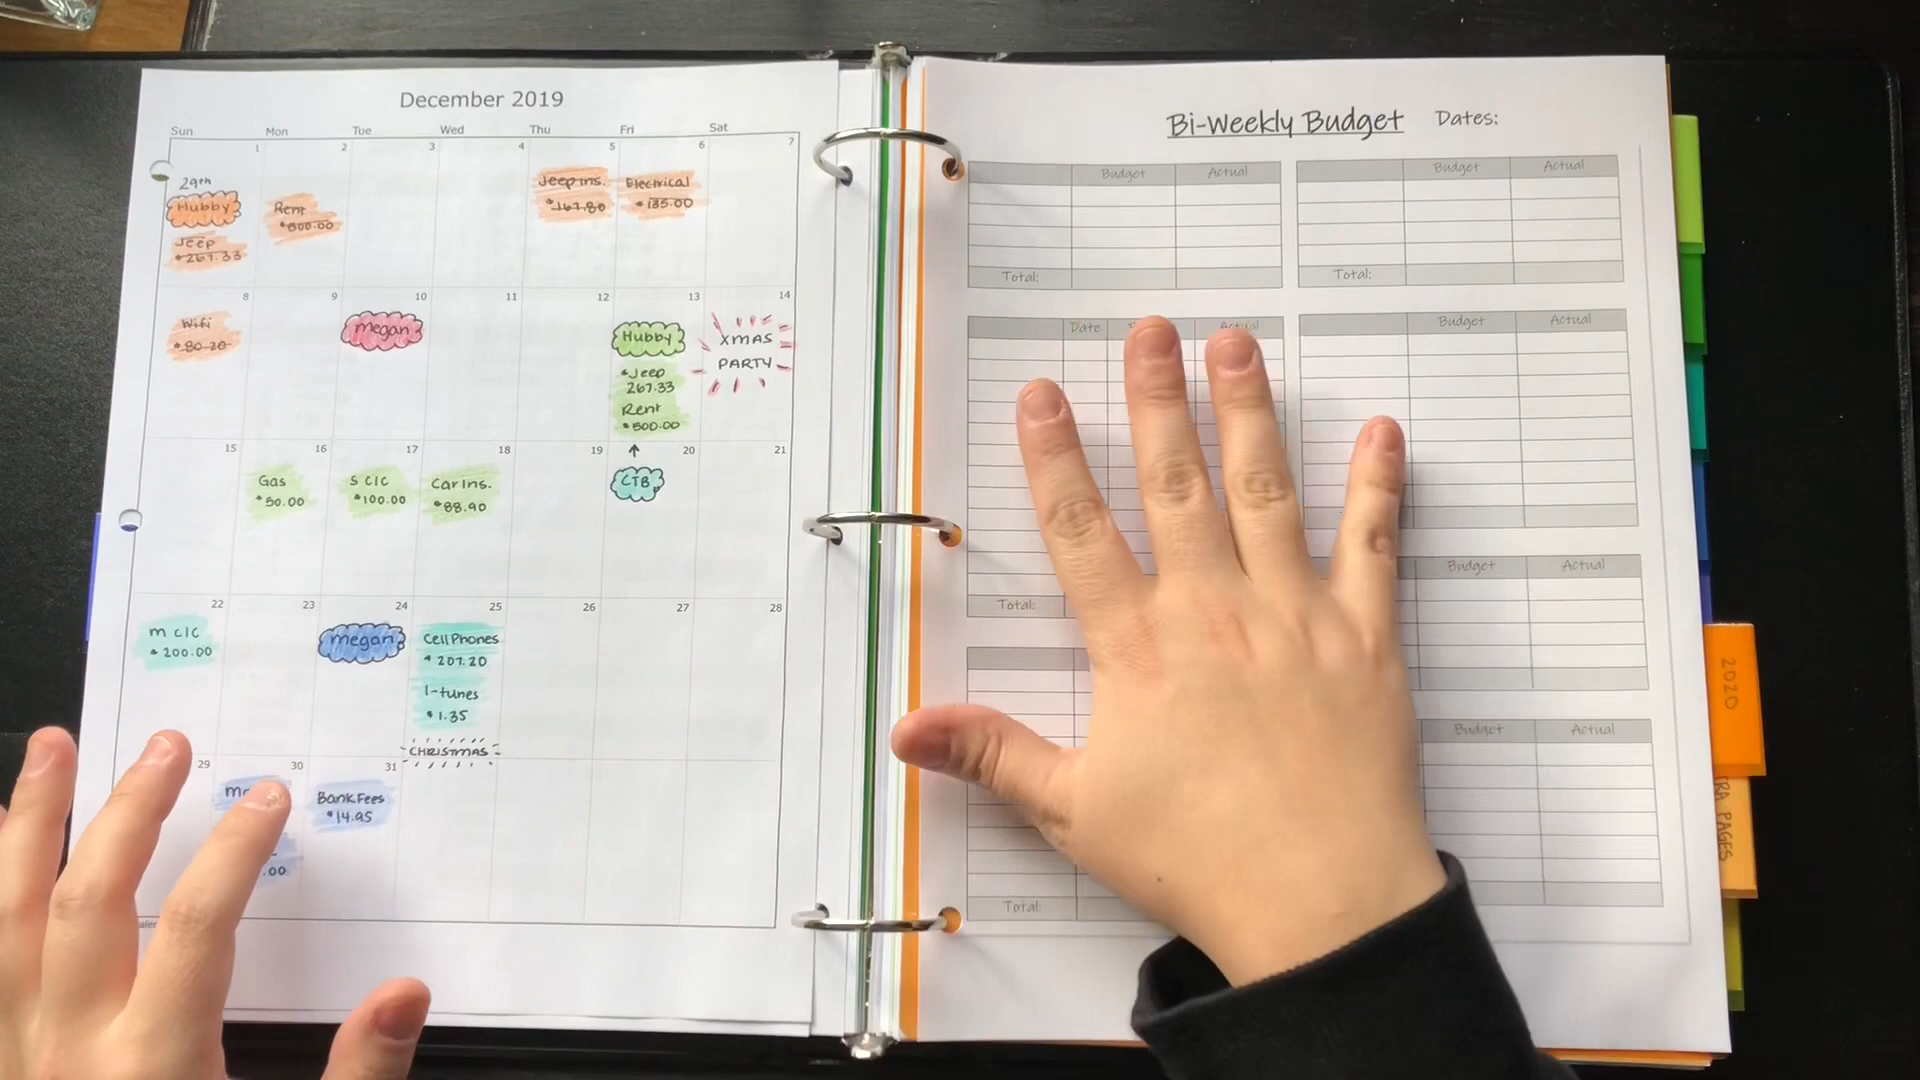 December 2019
Sun Mon Tue Wed Thu Fri Sat
1 2 3 4 5 6 7
29th
Hubby
Jeep
$267.33
Rent
$500.00
Jeep ins.
$167.80
Electrical
$135.00
8 9 10 11 12 13 14
Wifi
$80.20
megan
Hubby
$Jeep
267.33
Rent
$500.00
XMAS
PARTY
15 16 17 18 19 20 21
Gas
$50.00
S C/C
$100.00
Car ins.
$88.90
↑
CTB
22 23 24 25 26 27 28
m C/C
$200.00
megan
Cell Phones
$207.20
I-tunes
$1.35
CHRISTMAS
29 30 31
Bank Fees
$14.95
.00
Bi-Weekly Budget Dates:
Budget Actual
Total:
Budget Actual
Total:
Date Actual
Total:
Budget Actual
Budget Actual
Total:
Budget Actual
2020
EXTRA PAGES